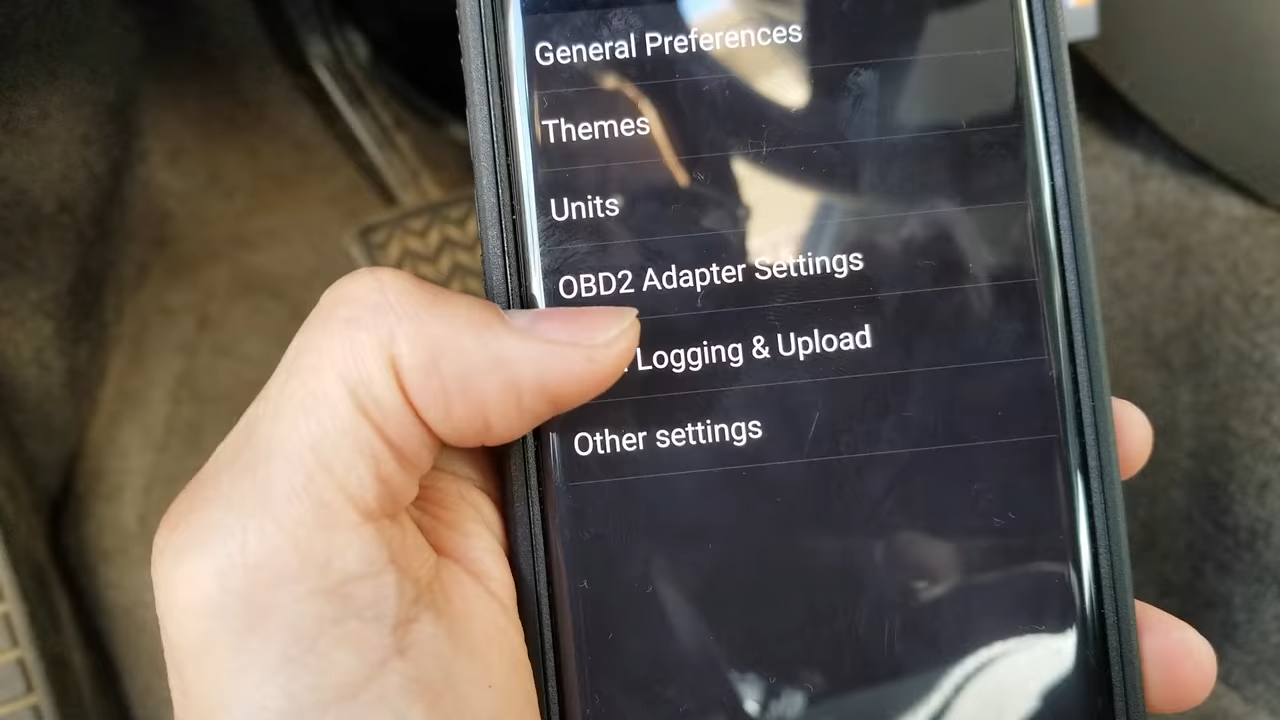 General Preferences
Themes
Units
OBD2 Adapter Settings
Logging & Upload
Other settings